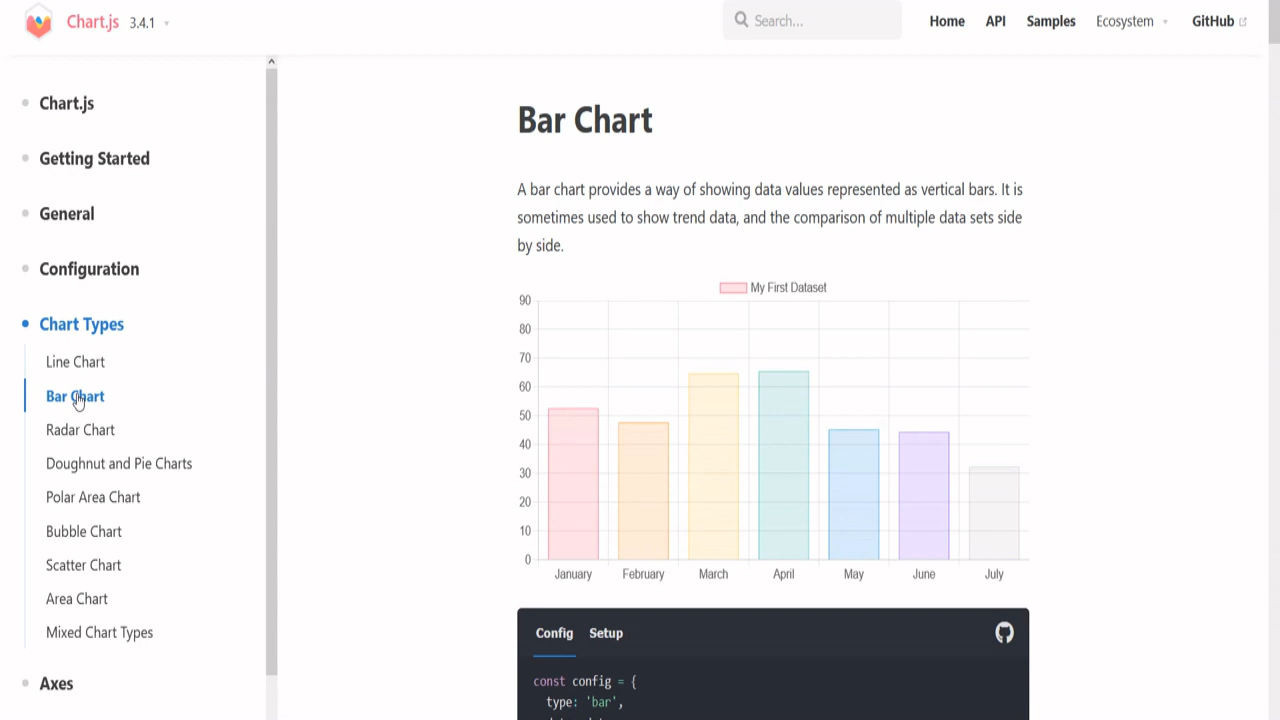 Chart.js 3.4.1
Search...
Home API Samples Ecosystem GitHub
Chart.js
Getting Started
General
Configuration
Chart Types
Line Chart
Bar Chart
Radar Chart
Doughnut and Pie Charts
Polar Area Chart
Bubble Chart
Scatter Chart
Area Chart
Mixed Chart Types
Axes
Bar Chart
A bar chart provides a way of showing data values represented as vertical bars. It is
sometimes used to show trend data, and the comparison of multiple data sets side
by side.
My First Dataset
90
80
70
60
50
40
30
20
10
0
January February March April May June July
Config Setup
const config = {
type: 'bar',